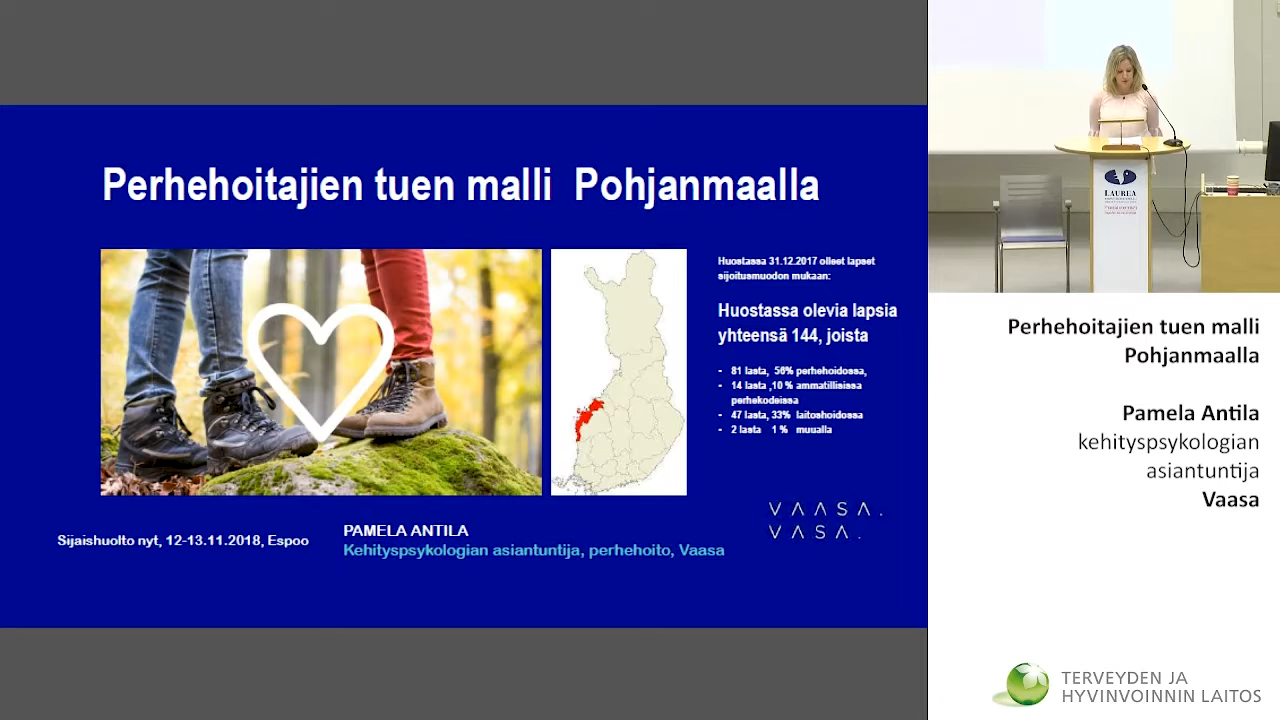 Perhehoitajien tuen malli Pohjanmaalla
Huostassa 31.12.2017 olleet lapset
sijoitusmuodon mukaan:
Huostassa olevia lapsia
yhteensä 144, joista
- 81 lasta, 56% perhehoidossa,
- 14 lasta ,10 % ammatillisissa
perhekodeissa
- 47 lasta, 33% laitoshoidossa
- 2 lasta 1 % muualla
VAASA.
VASA.
Sijaishuolto nyt, 12-13.11.2018, Espoo
PAMELA ANTILA
Kehityspsykologian asiantuntija, perhehoito, Vaasa
LAUREA
Perhehoitajien tuen malli
Pohjanmaalla
Pamela Antila
kehityspsykologian
asiantuntija
Vaasa
TERVEYDEN JA
HYVINVOINNIN LAITOS